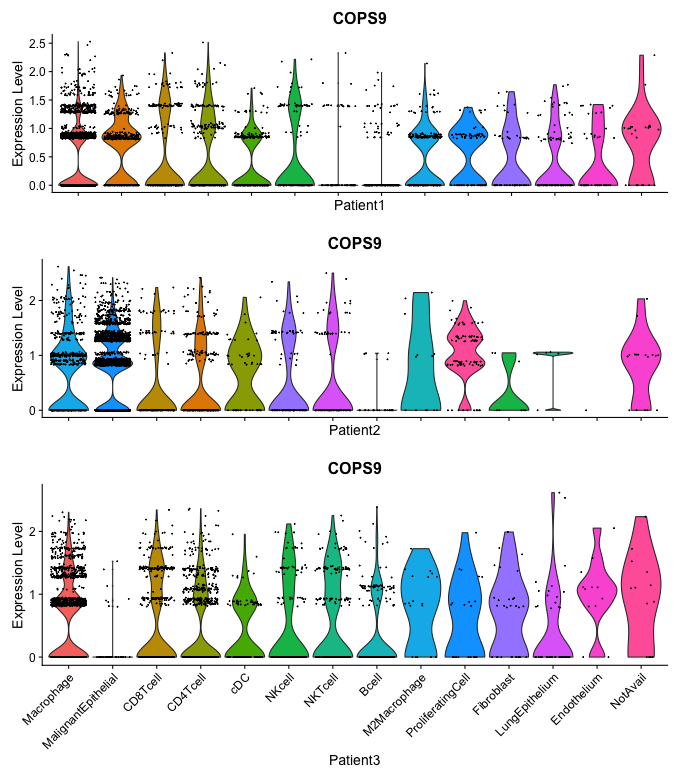 COPS9
Expression Level
2.5
2.0
1.5
1.0
0.5
0.0
Patient1
COPS9
Expression Level
2
1
0
Patient2
COPS9
Expression Level
2
1
0
Macrophage
MalignantEpithelial
CD8Tcell
CD4Tcell
cDC
NKcell
NKTcell
Bcell
M2Macrophage
ProliferatingCell
Fibroblast
LungEpithelium
Endothelium
NotAvail
Patient3